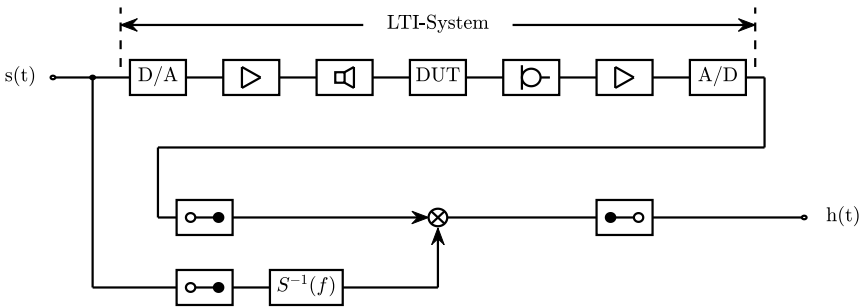 LTI-System
s(t)
D/A
DUT
A/D
h(t)
S⁻¹(f)